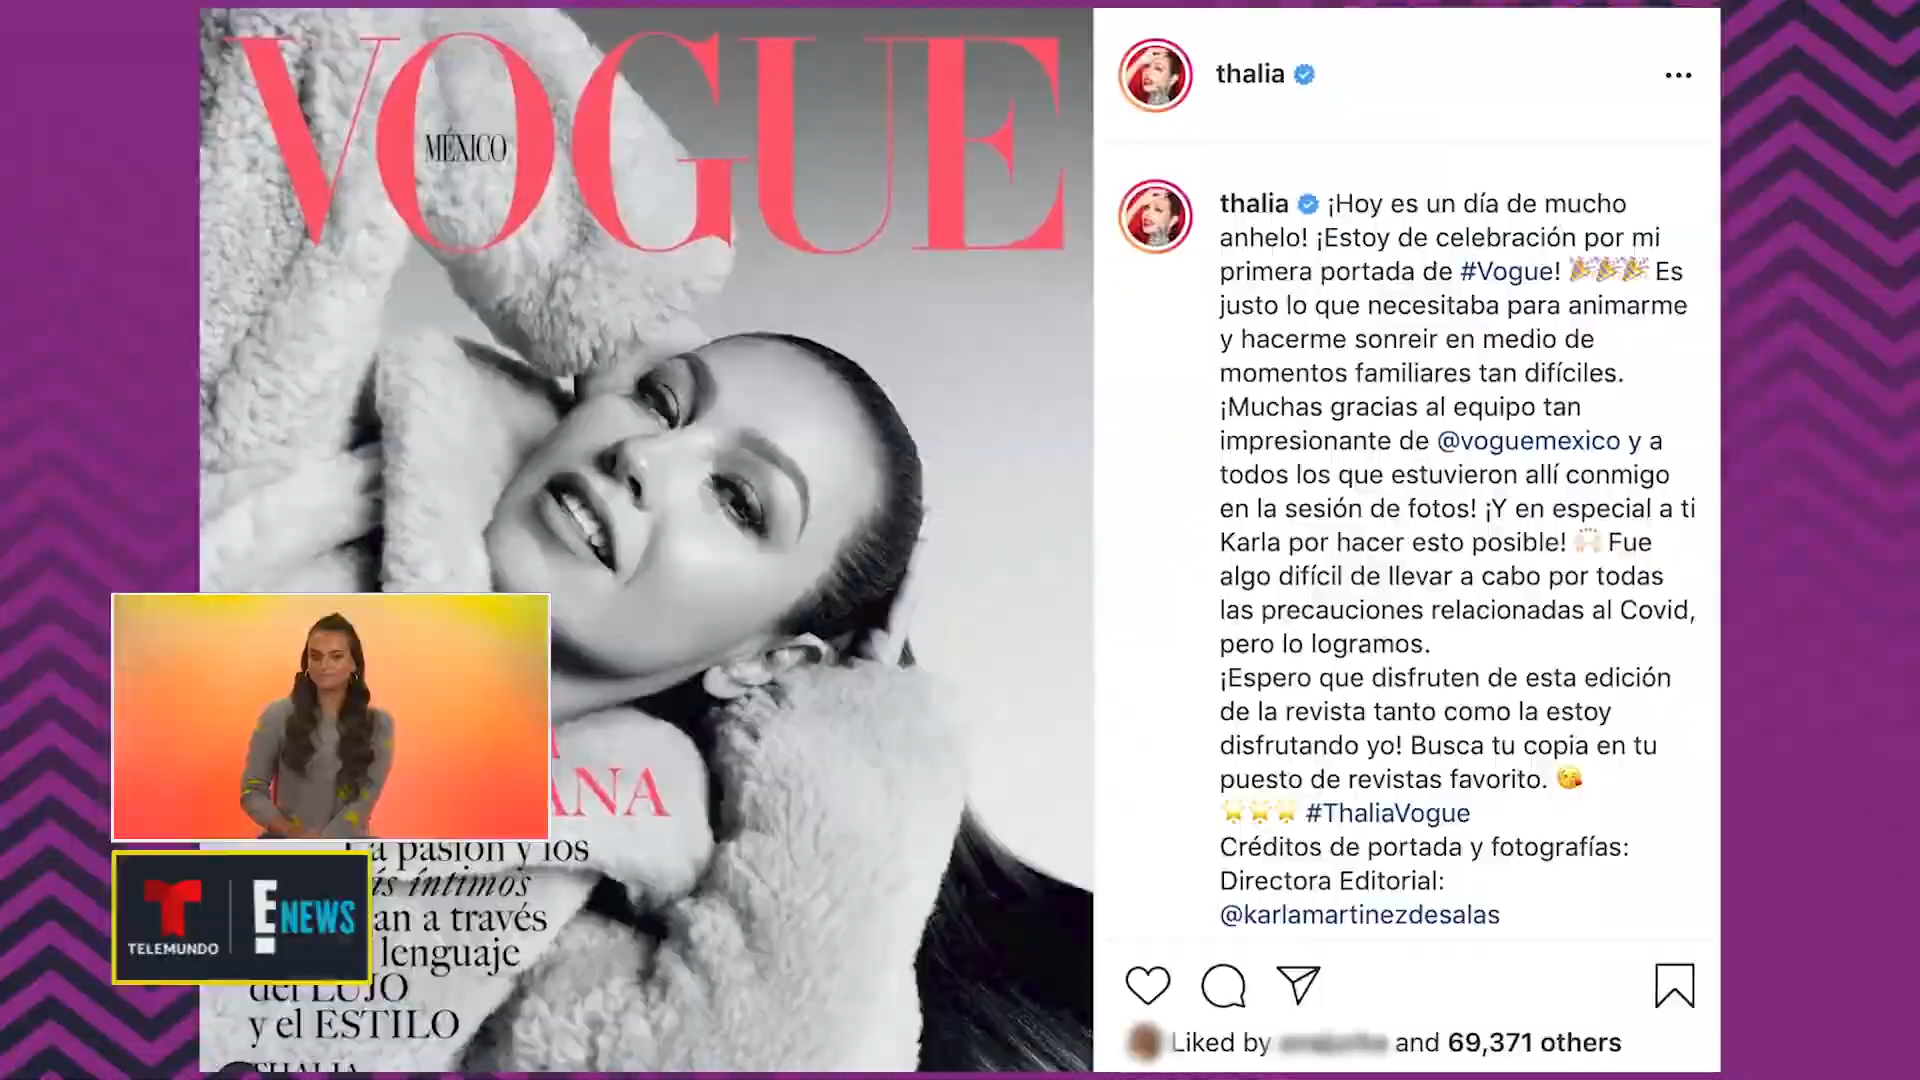 VOGUE
MÉXICO
ANA
a pasión y los
ás íntimos
an a través
lenguaje
del LUJO
y el ESTILO
THALIA
TELEMUNDO
E! NEWS
thalia
thalia ¡Hoy es un día de mucho
anhelo! ¡Estoy de celebración por mi
primera portada de #Vogue! 🎉🎉🎉 Es
justo lo que necesitaba para animarme
y hacerme sonreir en medio de
momentos familiares tan difíciles.
¡Muchas gracias al equipo tan
impresionante de @voguemexico y a
todos los que estuvieron allí conmigo
en la sesión de fotos! ¡Y en especial a ti
Karla por hacer esto posible! 🙌🏻 Fue
algo difícil de llevar a cabo por todas
las precauciones relacionadas al Covid,
pero lo logramos.
¡Espero que disfruten de esta edición
de la revista tanto como la estoy
disfrutando yo! Busca tu copia en tu
puesto de revistas favorito. 😘
🌟🌟🌟 #ThaliaVogue
Créditos de portada y fotografías:
Directora Editorial:
@karlamartinezdesalas
Liked by and 69,371 others